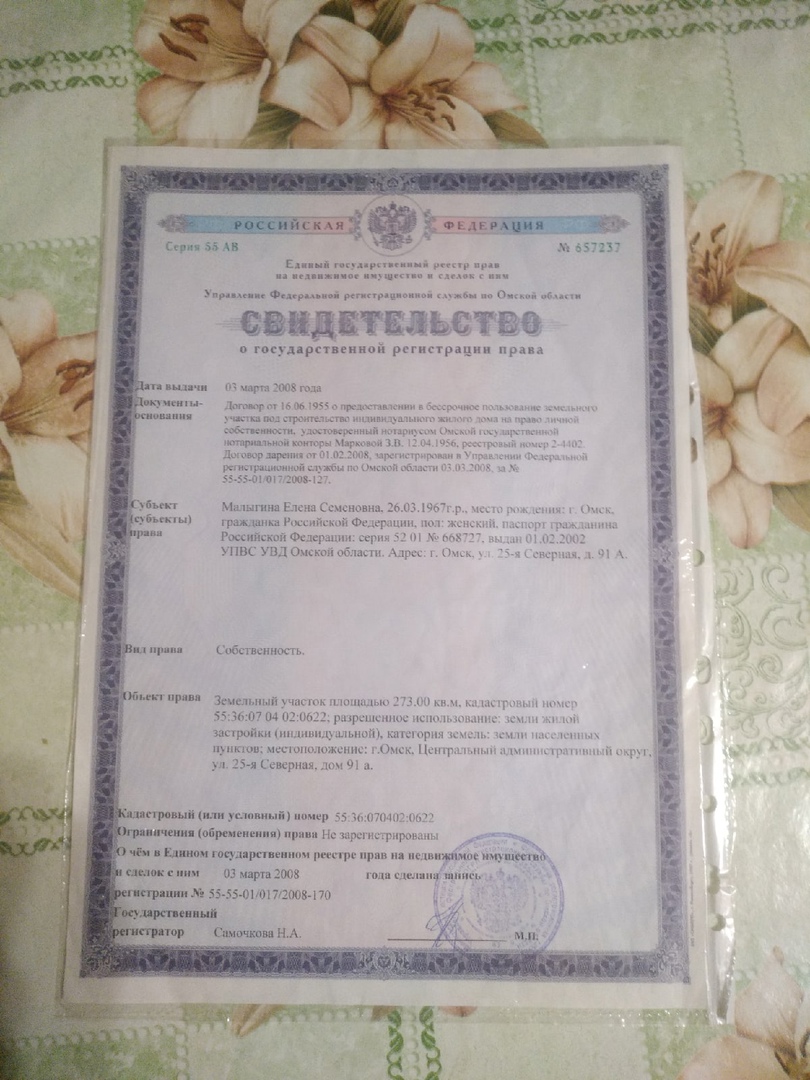 РОССИЙСКАЯ ФЕДЕРАЦИЯ
Серия 55 АВ № 657237
Единый государственный реестр прав
на недвижимое имущество и сделок с ним
Управление Федеральной регистрационной службы по Омской области
СВИДЕТЕЛЬСТВО
о государственной регистрации права
Дата выдачи 03 марта 2008 года
Документы-основания Договор от 16.06.1955 о предоставлении в бессрочное пользование земельного
участка под строительство индивидуального жилого дома на право личной
собственности, удостоверенный нотариусом Омской государственной
нотариальной конторы Марковой З.В. 12.04.1956, реестровый номер 2-4402.
Договор дарения от 01.02.2008, зарегистрирован в Управлении Федеральной
регистрационной службы по Омской области 03.03.2008, за №
55-55-01/017/2008-127.
Субъект (субъекты) права Малыгина Елена Семеновна, 26.03.1967г.р., место рождения: г. Омск,
гражданка Российской Федерации, пол: женский, паспорт гражданина
Российской Федерации: серия 52 01 № 668727, выдан 01.02.2002
УПВС УВД Омской области. Адрес: г. Омск, ул. 25-я Северная, д. 91 А.
Вид права Собственность.
Объект права Земельный участок площадью 273.00 кв.м, кадастровый номер
55:36:07 04 02:0622; разрешенное использование: земли жилой
застройки (индивидуальной), категория земель: земли населенных
пунктов; местоположение: г.Омск, Центральный административный округ,
ул. 25-я Северная, дом 91 а.
Кадастровый (или условный) номер 55:36:070402:0622
Ограничения (обременения) права Не зарегистрированы
О чём в Едином государственном реестре прав на недвижимое имущество
и сделок с ним 03 марта 2008 года сделана запись
регистрации № 55-55-01/017/2008-170
Государственный
регистратор Самочкова Н.А. М.П.